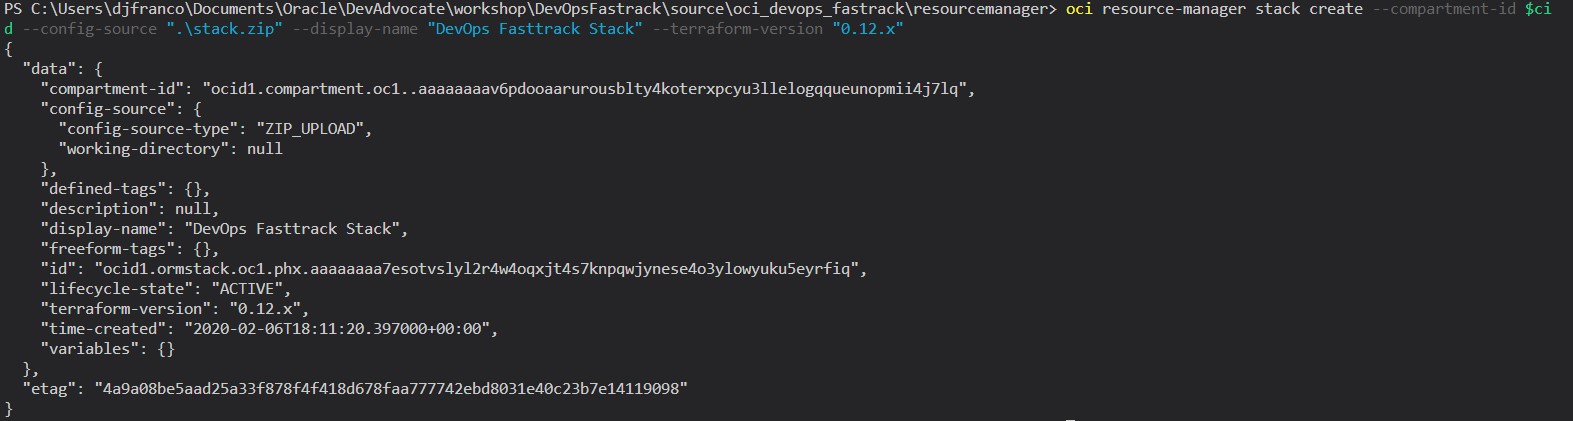 PS C:\Users\djfranco\Documents\Oracle\DevAdvocate\workshop\DevOpsFastrack\source\oci_devops_fastrack\resourcemanager> oci resource-manager stack create --compartment-id $ci
d --config-source ".\stack.zip" --display-name "DevOps Fasttrack Stack" --terraform-version "0.12.x"
{
  "data": {
    "compartment-id": "ocid1.compartment.oc1..aaaaaaaav6pdooaarurousblty4koterxpcyu3llelogqqueunopmii4j7lq",
    "config-source": {
      "config-source-type": "ZIP_UPLOAD",
      "working-directory": null
    },
    "defined-tags": {},
    "description": null,
    "display-name": "DevOps Fasttrack Stack",
    "freeform-tags": {},
    "id": "ocid1.ormstack.oc1.phx.aaaaaaaa7esotvslyl2r4w4oqxjt4s7knpqwjynese4o3ylowyuku5eyrfiq",
    "lifecycle-state": "ACTIVE",
    "terraform-version": "0.12.x",
    "time-created": "2020-02-06T18:11:20.397000+00:00",
    "variables": {}
  },
  "etag": "4a9a08be5aad25a33f878f4f418d678faa777742ebd8031e40c23b7e14119098"
}